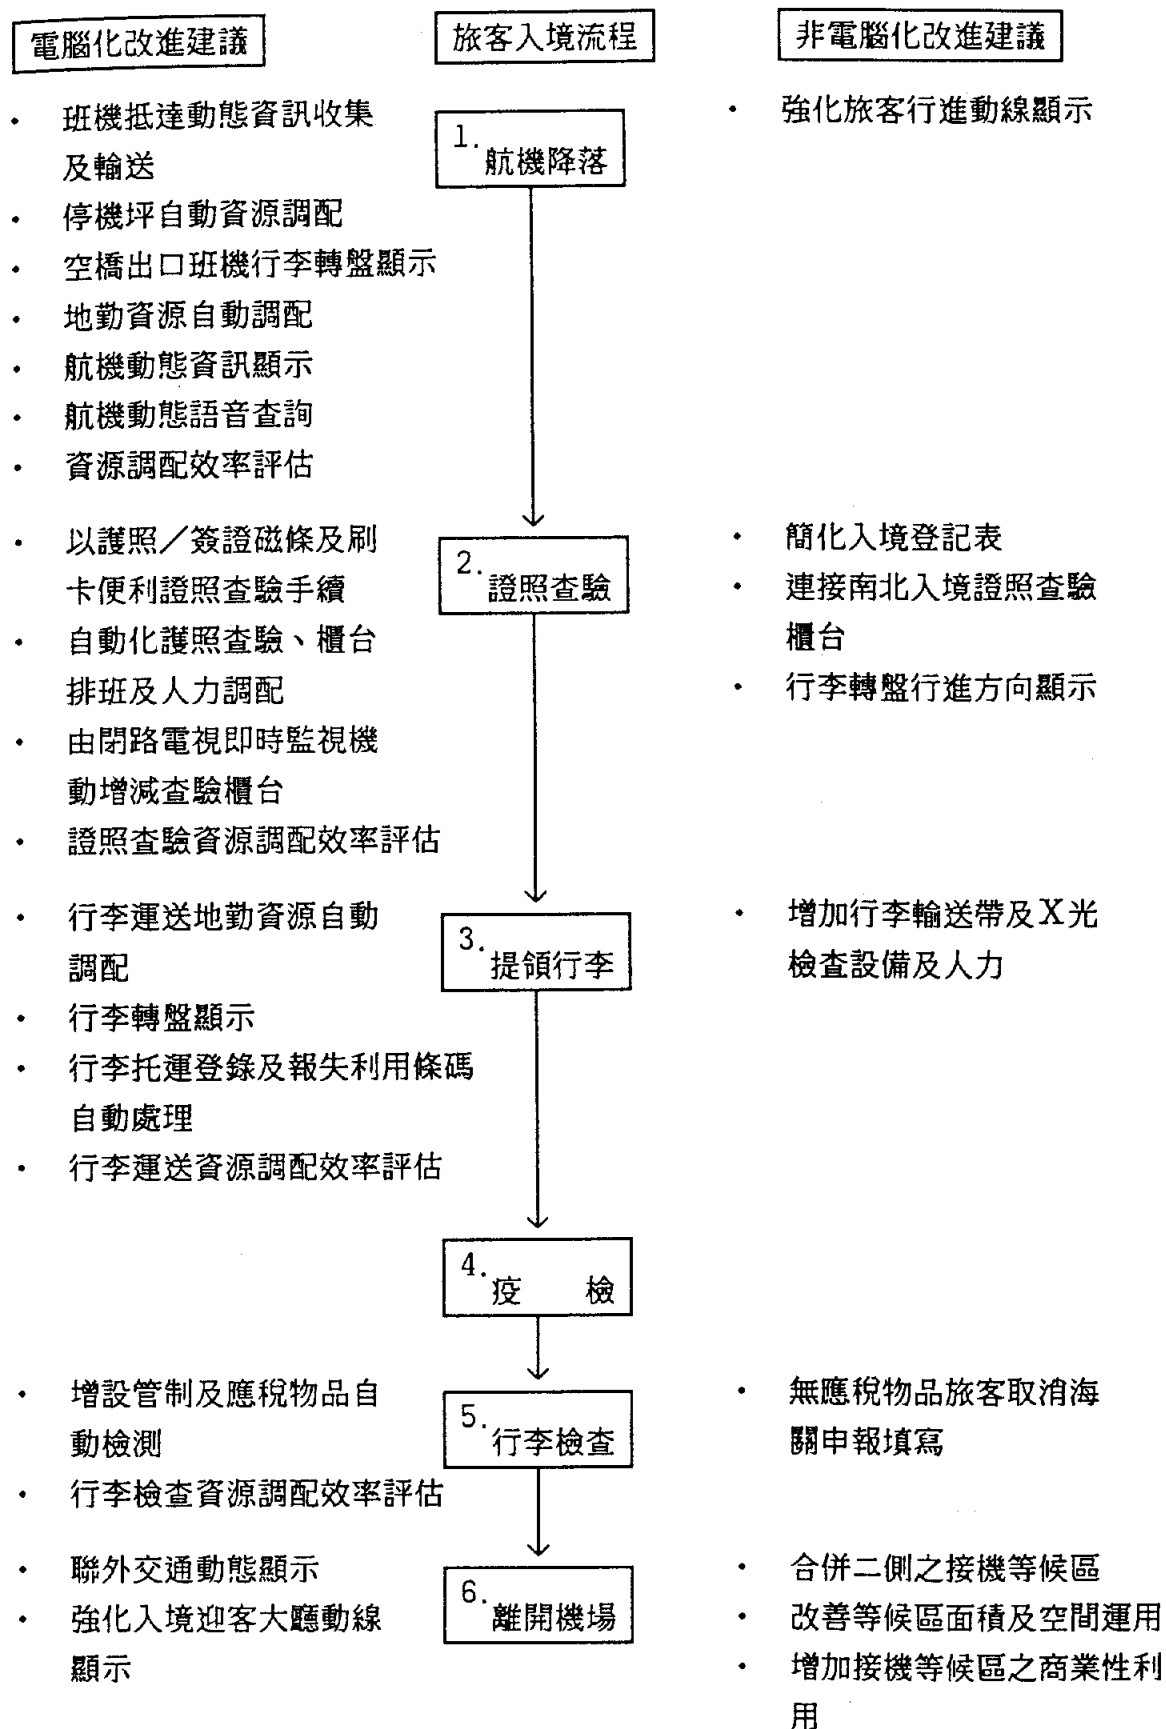 電腦化改進建議
旅客入境流程
非電腦化改進建議
· 班機抵達動態資訊收集
及輸送
· 停機坪自動資源調配
· 空橋出口班機行李轉盤顯示
· 地勤資源自動調配
· 航機動態資訊顯示
· 航機動態語音查詢
· 資源調配效率評估
1. 航機降落
· 強化旅客行進動線顯示
· 以護照／簽證磁條及刷
卡便利證照查驗手續
· 自動化護照查驗、櫃台
排班及人力調配
· 由閉路電視即時監視機
動增減查驗櫃台
· 證照查驗資源調配效率評估
2. 證照查驗
· 簡化入境登記表
· 連接南北入境證照查驗
櫃台
· 行李轉盤行進方向顯示
· 行李運送地勤資源自動
調配
· 行李轉盤顯示
· 行李托運登錄及報失利用條碼
自動處理
· 行李運送資源調配效率評估
3. 提領行李
· 增加行李輸送帶及X光
檢查設備及人力
4. 疫　檢
· 增設管制及應稅物品自
動檢測
· 行李檢查資源調配效率評估
5. 行李檢查
· 無應稅物品旅客取消海
關申報填寫
· 聯外交通動態顯示
· 強化入境迎客大廳動線
顯示
6. 離開機場
· 合併二側之接機等候區
· 改善等候區面積及空間運用
· 增加接機等候區之商業性利
用